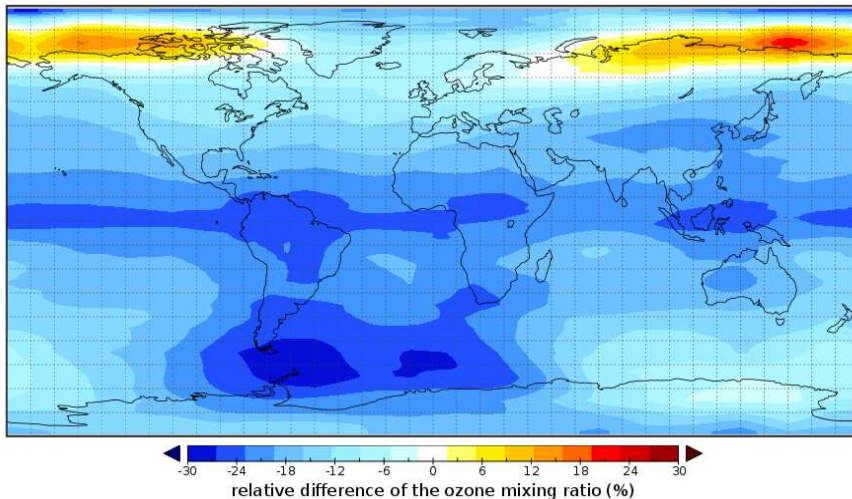 -30 -24 -18 -12 -6 0 6 12 18 24 30
relative difference of the ozone mixing ratio (%)